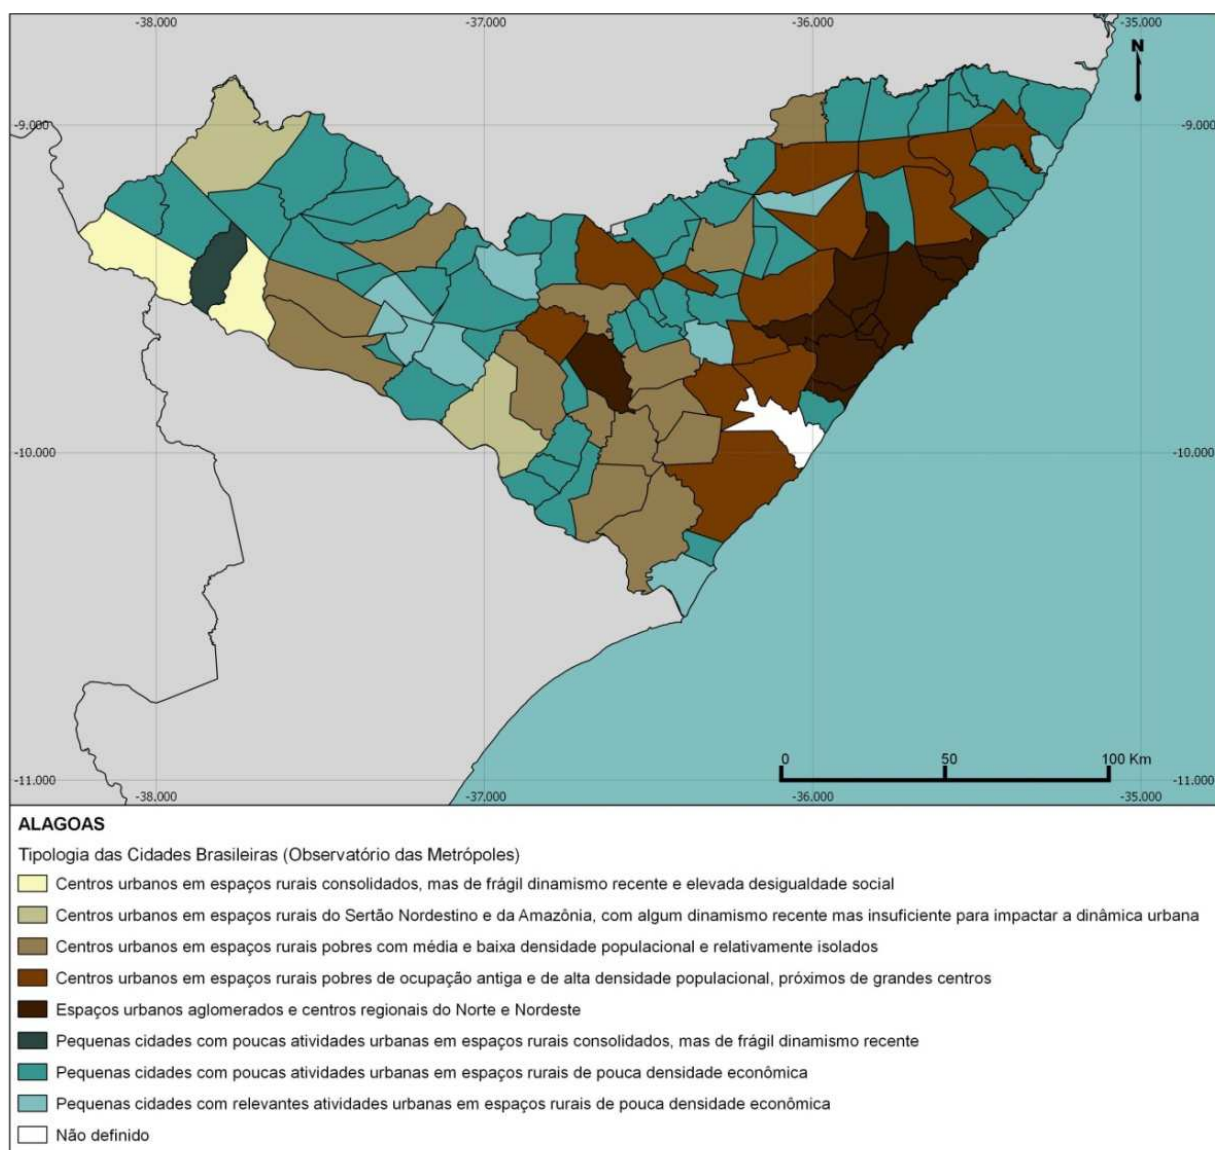 -38.000 -37.000 -36.000 -35.000
N
-9.000 -9.000
-10.000 -10.000
0 50 100 Km
-11.000 -11.000
-38.000 -37.000 -36.000 -35.000
ALAGOAS
Tipologia das Cidades Brasileiras (Observatório das Metrópoles)
Centros urbanos em espaços rurais consolidados, mas de frágil dinamismo recente e elevada desigualdade social
Centros urbanos em espaços rurais do Sertão Nordestino e da Amazônia, com algum dinamismo recente mas insuficiente para impactar a dinâmica urbana
Centros urbanos em espaços rurais pobres com média e baixa densidade populacional e relativamente isolados
Centros urbanos em espaços rurais pobres de ocupação antiga e de alta densidade populacional, próximos de grandes centros
Espaços urbanos aglomerados e centros regionais do Norte e Nordeste
Pequenas cidades com poucas atividades urbanas em espaços rurais consolidados, mas de frágil dinamismo recente
Pequenas cidades com poucas atividades urbanas em espaços rurais de pouca densidade econômica
Pequenas cidades com relevantes atividades urbanas em espaços rurais de pouca densidade econômica
Não definido